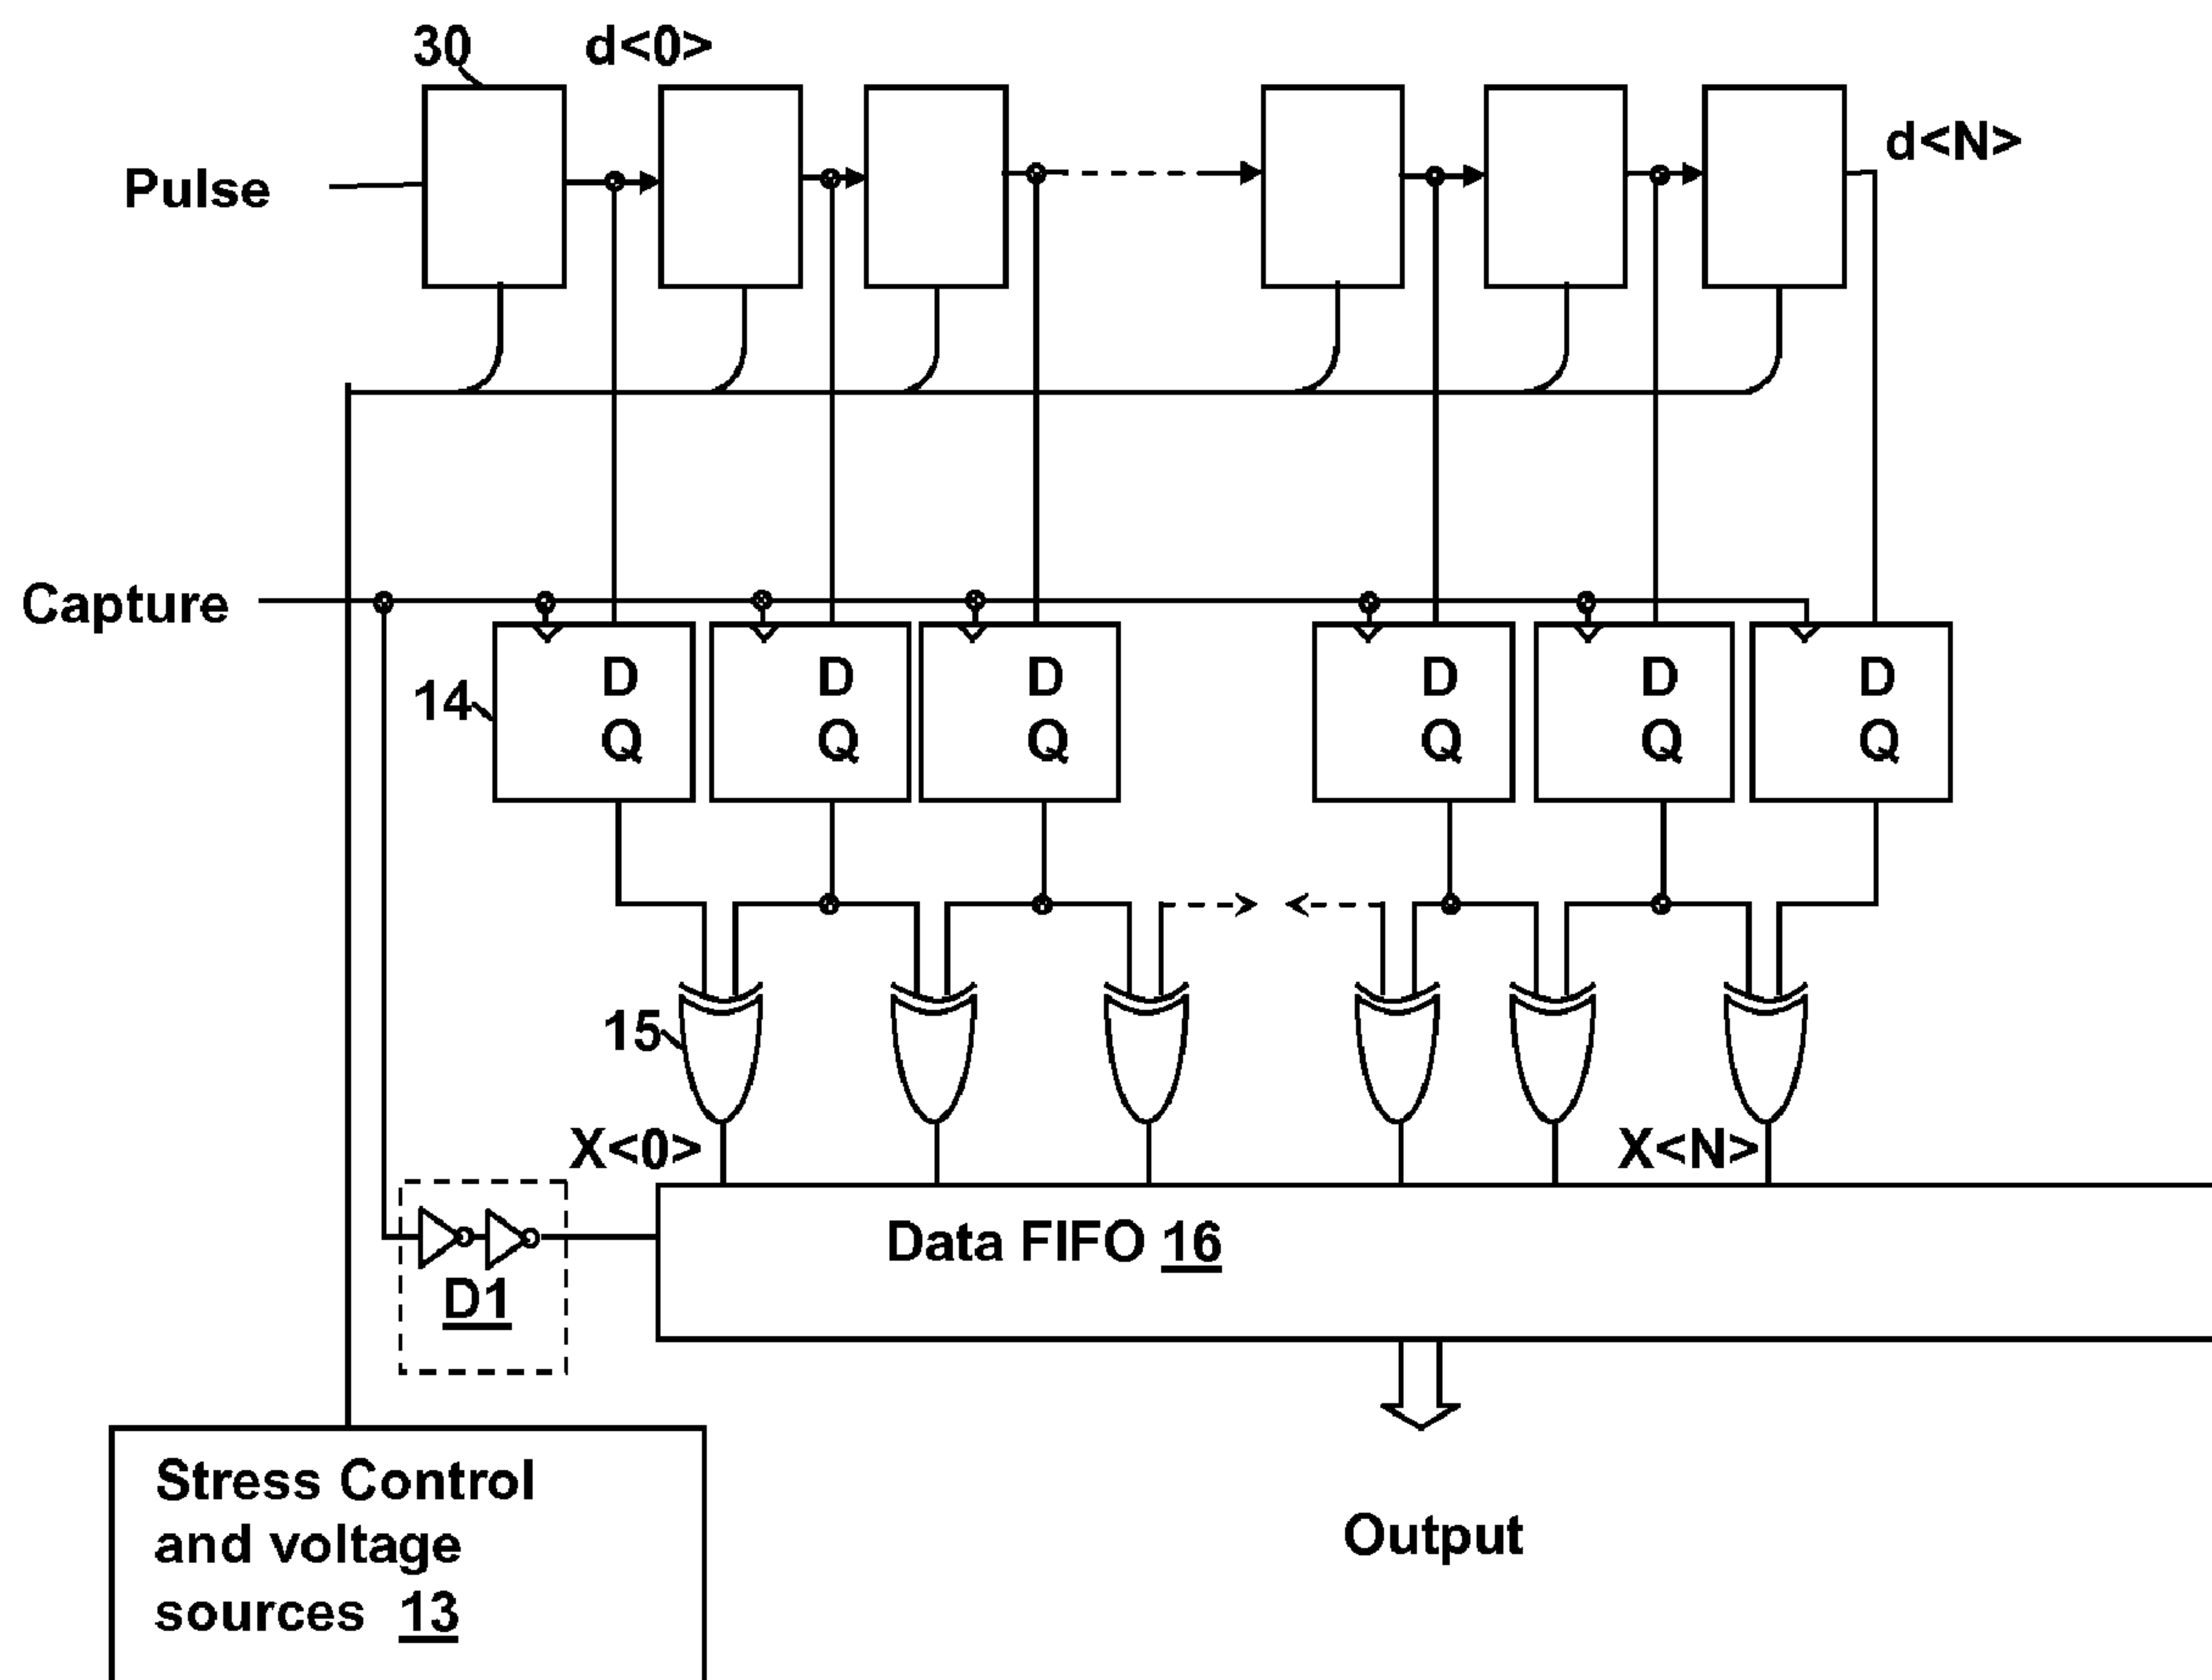 30
d<0>
d<N>
Pulse
Capture
D D D D D D
14
Q Q Q Q Q Q
15
X<0>
X<N>
Data FIFO 16
D1
Stress Control
and voltage
sources 13
Output